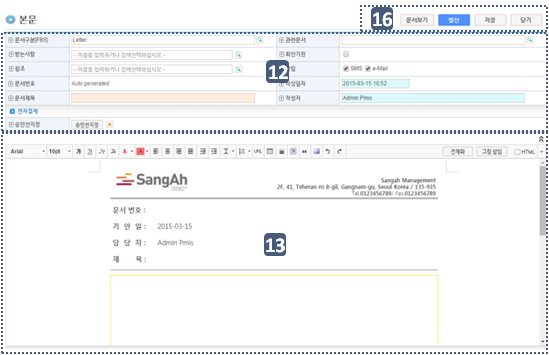 본문
16
문서보기 발신 저장 닫기
문서구분(FBS) Letter 관련문서
받는사람 -- 이름을 입력하거나 검색선택하십시오 -- 회신기한
참조 -- 이름을 입력하거나 검색선택하십시오 -- SMS e-Mail
12
문서번호 Auto generated 작성일자 2015-03-15 10:52
문서제목 작성자 Admin Pmis
전자결재
승인선지정 승인선지정
Arial 10pt 가 가 가 가 가 가 URL 전체화 그림 삽입 HTML
SangAh
Sangah Management
2F, 41, Teheran-ro 8-gil, Gangnam-gu, Seoul Korea / 135-935
Tel.0123456789/ Fax.0123456789
문서 번호 :
기 안 일 : 2015-03-15
담 당 자 : Admin Pmis
제 목 :
13